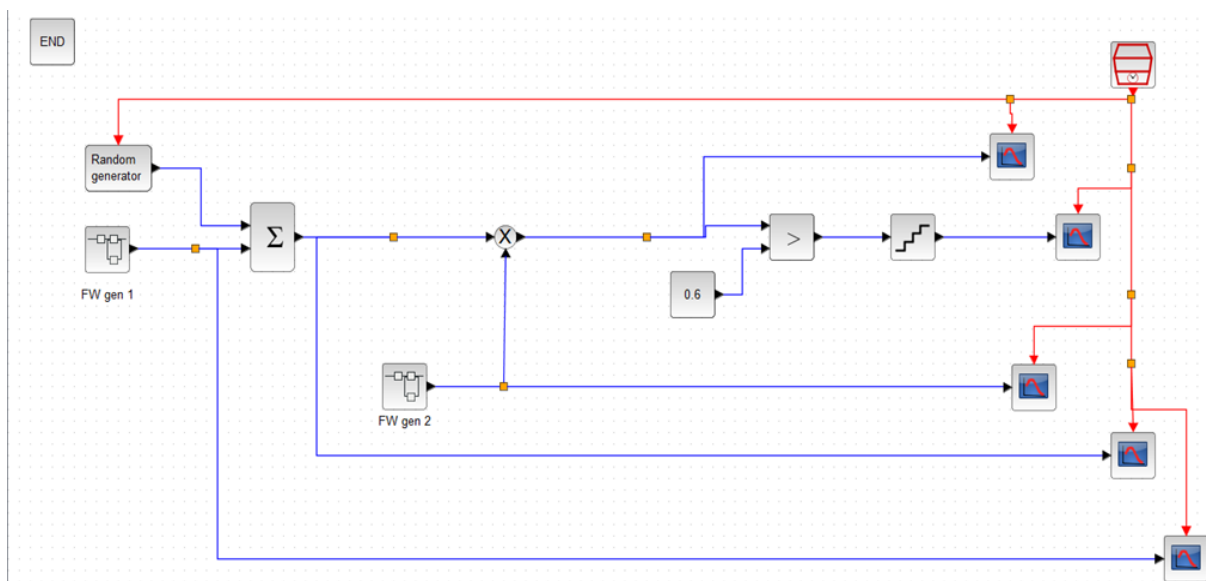 END
Random
generator
Σ
FW gen 1
X
>
0.6
FW gen 2